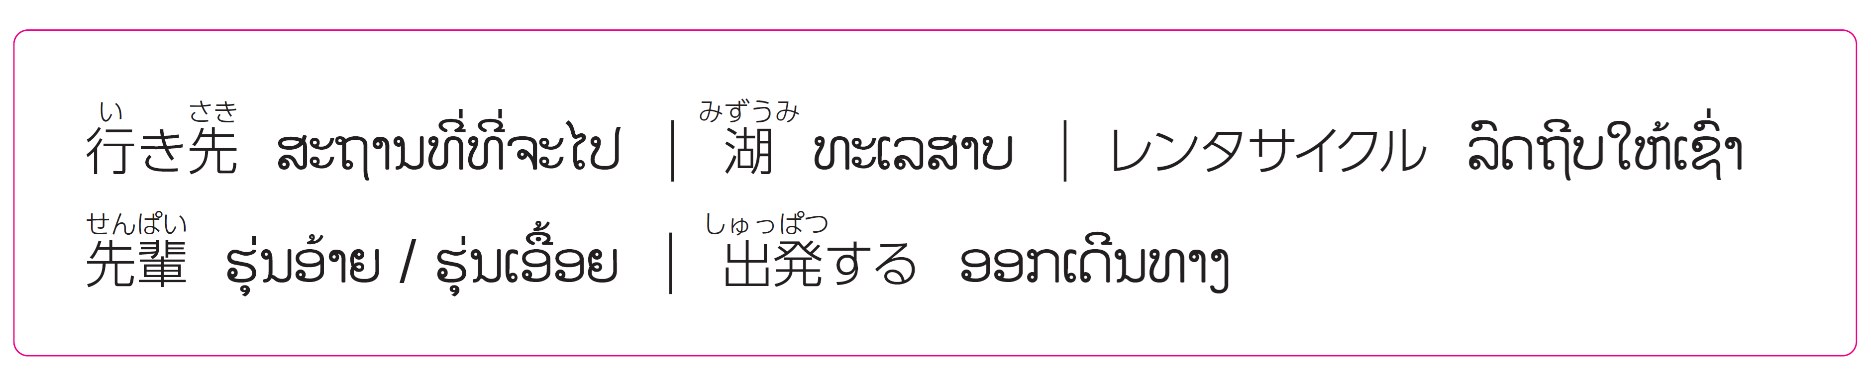 い さき みずうみ
行き先 ສະຖານທີ່ທີ່ຈະໄປ | 湖 ທະເລສາບ | レンタサイクル ລົດຖີບໃຫ້ເຊົ່າ
せんぱい しゅっぱつ
先輩 ຮຸ່ນອ້າຍ / ຮຸ່ນເອື້ອຍ | 出発する ອອກເດີນທາງ